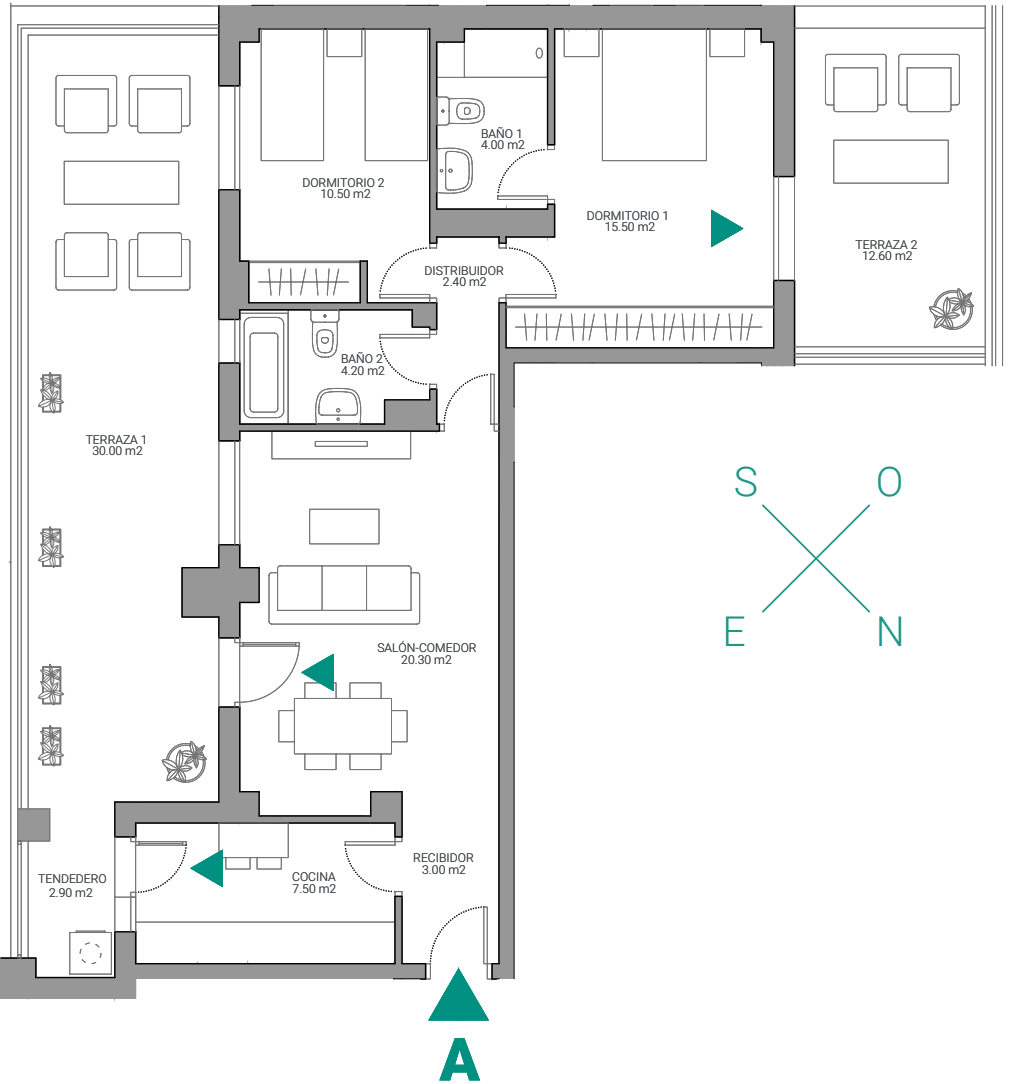 BAÑO 1
4.00 m2
DORMITORIO 2
10.50 m2
DORMITORIO 1
15.50 m2
TERRAZA 2
12.60 m2
DISTRIBUIDOR
2.40 m2
BAÑO 2
4.20 m2
TERRAZA 1
30.00 m2
S
O
E
N
SALÓN-COMEDOR
20.30 m2
RECIBIDOR
3.00 m2
TENDEDERO
2.90 m2
COCINA
7.50 m2
A